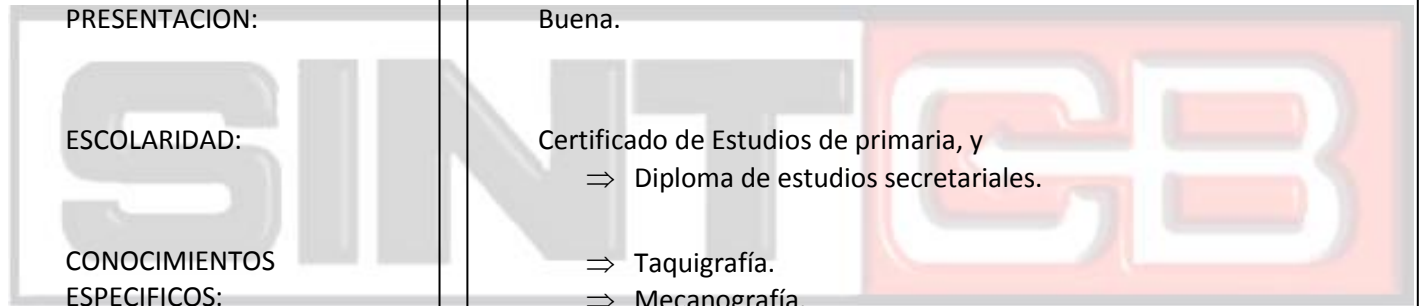 PRESENTACION: Buena.
ESCOLARIDAD: Certificado de Estudios de primaria, y
⇒ Diploma de estudios secretariales.
CONOCIMIENTOS ⇒ Taquigrafía.
ESPECIFICOS: ⇒ Mecanografía.
SINTCB